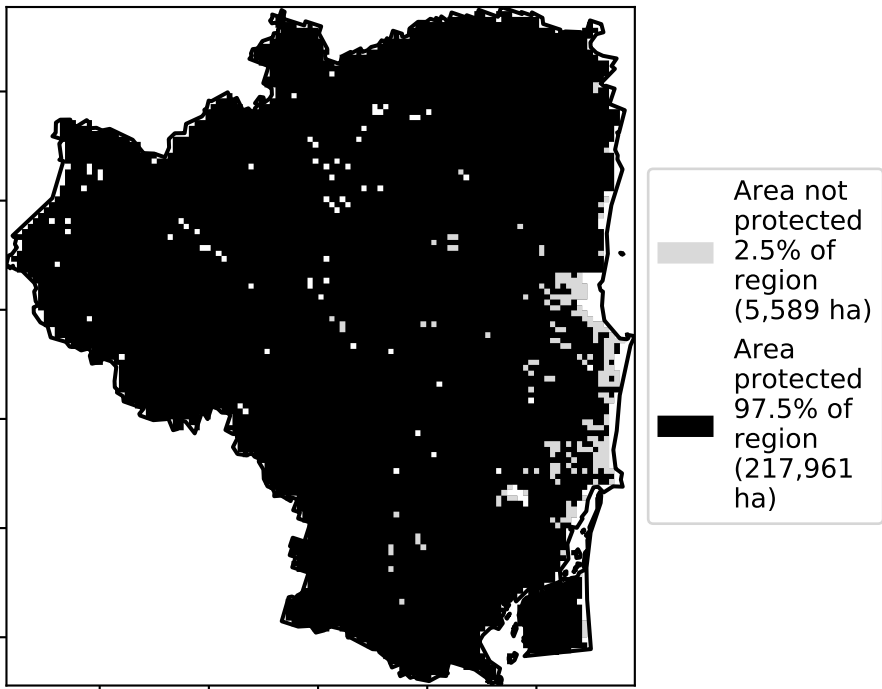 Area not
protected
2.5% of
region
(5,589 ha)
Area
protected
97.5% of
region
(217,961
ha)